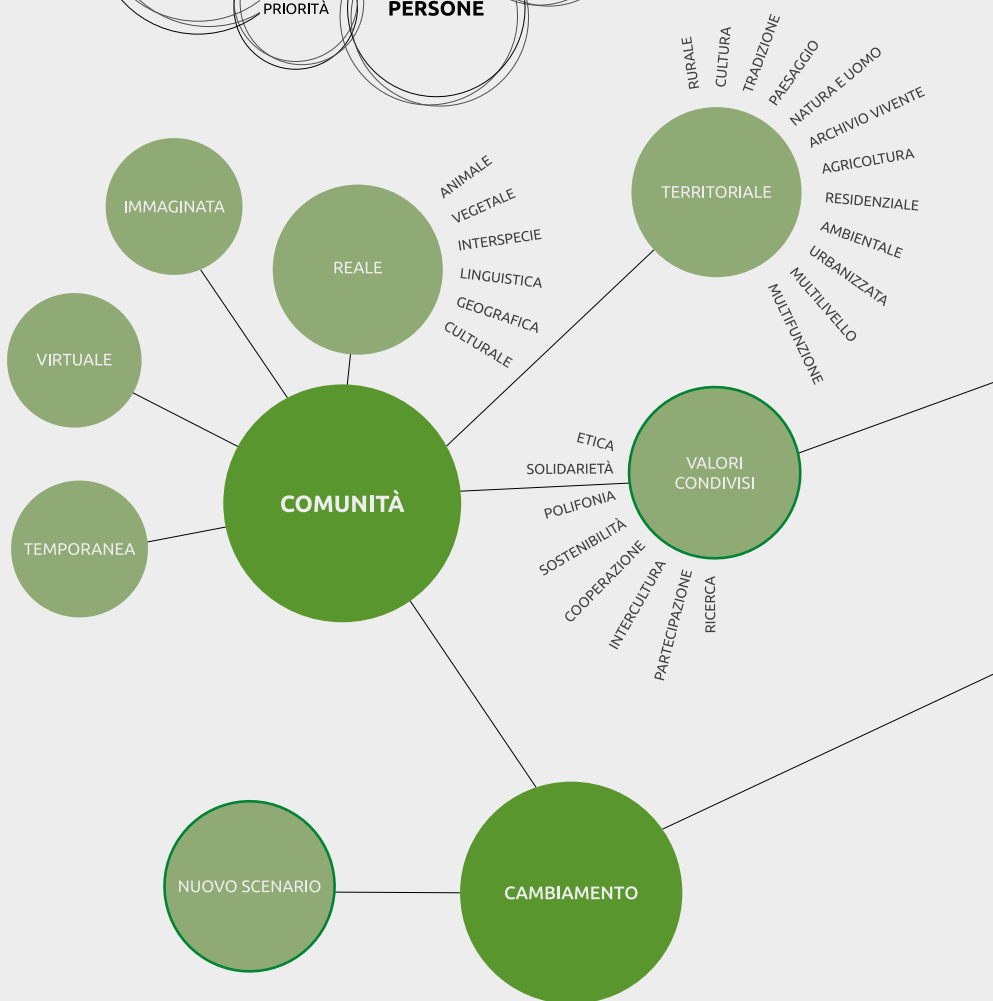 PRIORITÀ
PERSONE
RURALE
CULTURA
TRADIZIONE
PAESAGGIO
NATURA E UOMO
ARCHIVIO VIVENTE
AGRICOLTURA
RESIDENZIALE
AMBIENTALE
URBANIZZATA
MULTILIVELLO
MULTIFUNZIONE
TERRITORIALE
IMMAGINATA
REALE
ANIMALE
VEGETALE
INTERSPECIE
LINGUISTICA
GEOGRAFICA
CULTURALE
VIRTUALE
TEMPORANEA
COMUNITÀ
ETICA
SOLIDARIETÀ
POLIFONIA
SOSTENIBILITÀ
COOPERAZIONE
INTERCULTURA
PARTECIPAZIONE
RICERCA
VALORI
CONDIVISI
NUOVO SCENARIO
CAMBIAMENTO